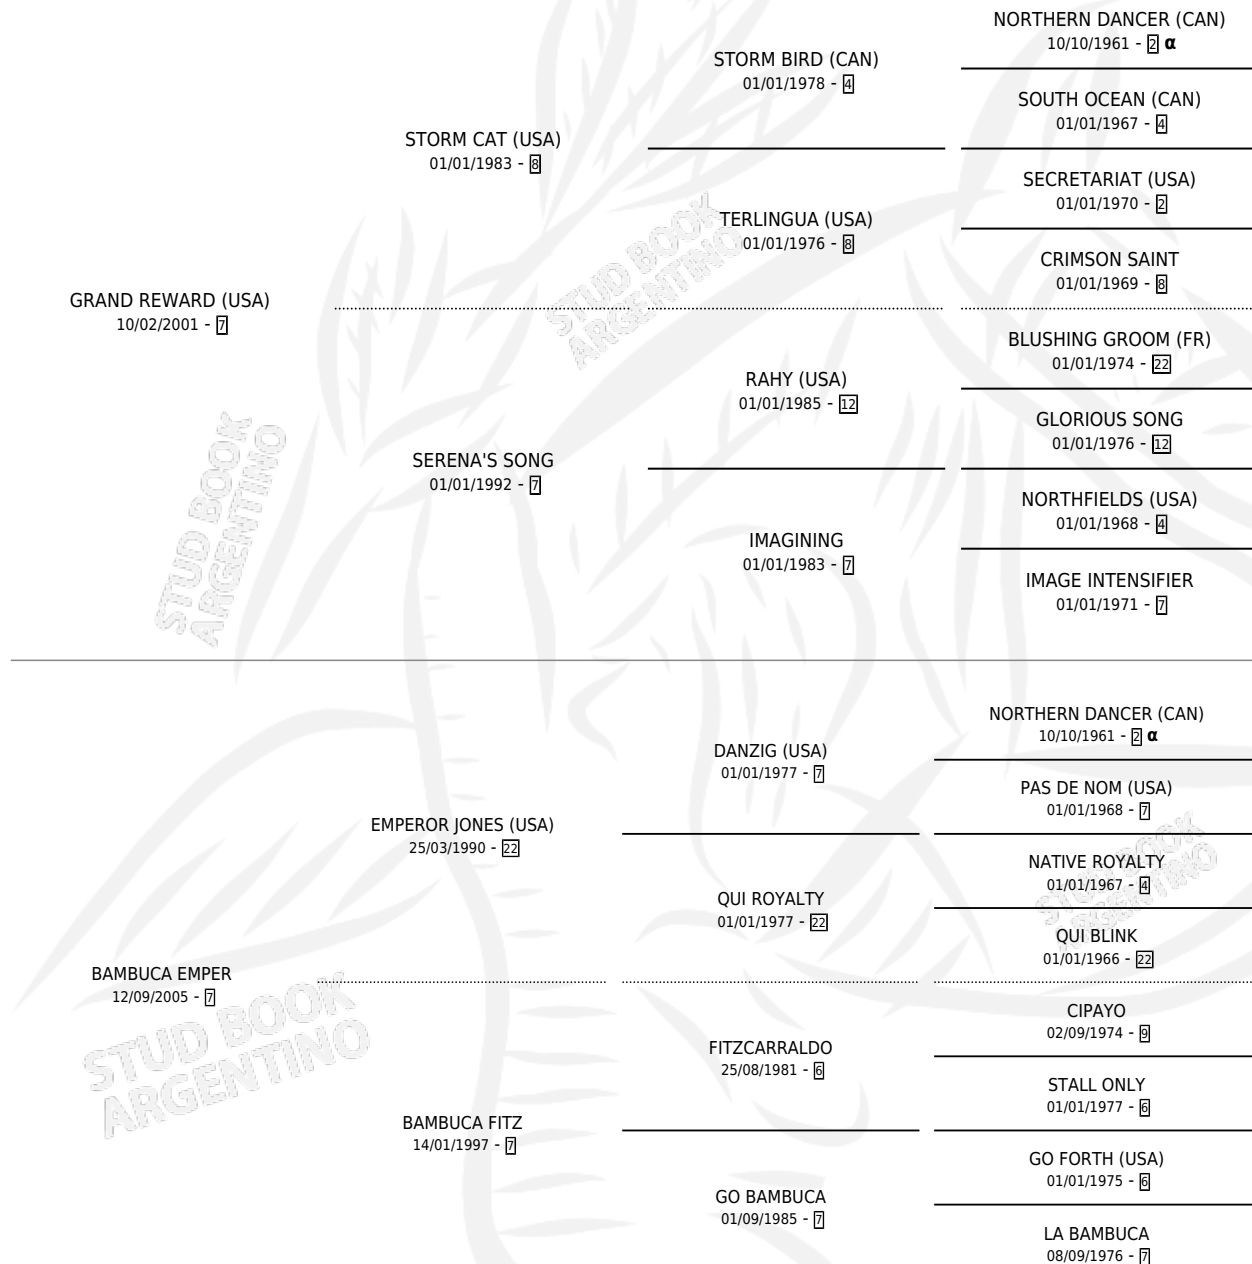 NORTHERN DANCER (CAN)
10/10/1961 - 2 α
STORM BIRD (CAN)
01/01/1978 - 4
SOUTH OCEAN (CAN)
01/01/1967 - 4
STORM CAT (USA)
01/01/1983 - 8
SECRETARIAT (USA)
01/01/1970 - 2
TERLINGUA (USA)
01/01/1976 - 8
CRIMSON SAINT
01/01/1969 - 8
GRAND REWARD (USA)
10/02/2001 - 7
BLUSHING GROOM (FR)
01/01/1974 - 22
RAHY (USA)
01/01/1985 - 12
GLORIOUS SONG
01/01/1976 - 12
SERENA'S SONG
01/01/1992 - 7
NORTHFIELDS (USA)
01/01/1968 - 4
IMAGINING
01/01/1983 - 7
IMAGE INTENSIFIER
01/01/1971 - 7
NORTHERN DANCER (CAN)
10/10/1961 - 2 α
DANZIG (USA)
01/01/1977 - 7
PAS DE NOM (USA)
01/01/1968 - 7
EMPEROR JONES (USA)
25/03/1990 - 22
NATIVE ROYALTY
01/01/1967 - 4
QUI ROYALTY
01/01/1977 - 22
QUI BLINK
01/01/1966 - 22
BAMBUCA EMPER
12/09/2005 - 7
CIPAYO
02/09/1974 - 9
FITZCARRALDO
25/08/1981 - 6
STALL ONLY
01/01/1977 - 6
BAMBUCA FITZ
14/01/1997 - 7
GO FORTH (USA)
01/01/1975 - 6
GO BAMBUCA
01/09/1985 - 7
LA BAMBUCA
08/09/1976 - 7
STUD BOOK
ARGENTINO
STUD BOOK
ARGENTINO
STUD BOOK
ARGENTINO
STUD BOOK
ARGENTINO